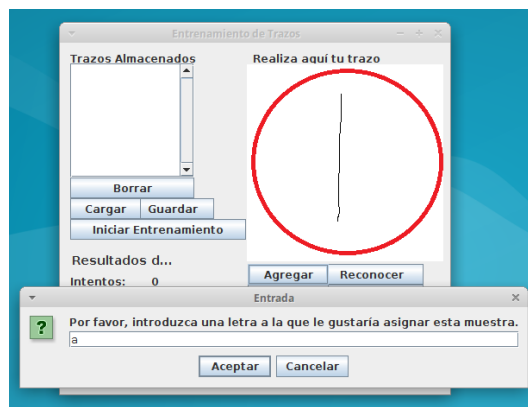 Entrenamiento de Trazos
Trazos Almacenados
Realiza aquí tu trazo
Borrar
Cargar
Guardar
Iniciar Entrenamiento
Resultados d...
Intentos: 0
Agregar
Reconocer
Entrada
Por favor, introduzca una letra a la que le gustaría asignar esta muestra.
a
Aceptar
Cancelar